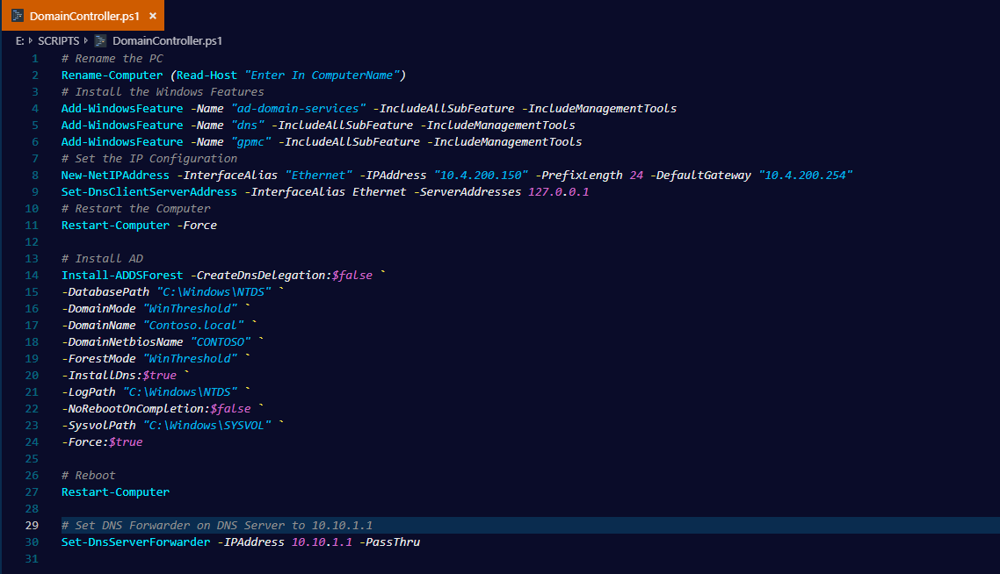 DomainController.ps1 ×
E: > SCRIPTS > DomainController.ps1
1 # Rename the PC
2 Rename-Computer (Read-Host "Enter In ComputerName")
3 # Install the Windows Features
4 Add-WindowsFeature -Name "ad-domain-services" -IncludeAllSubFeature -IncludeManagementTools
5 Add-WindowsFeature -Name "dns" -IncludeAllSubFeature -IncludeManagementTools
6 Add-WindowsFeature -Name "gpmc" -IncludeAllSubFeature -IncludeManagementTools
7 # Set the IP Configuration
8 New-NetIPAddress -InterfaceAlias "Ethernet" -IPAddress "10.4.200.150" -PrefixLength 24 -DefaultGateway "10.4.200.254"
9 Set-DnsClientServerAddress -InterfaceAlias Ethernet -ServerAddresses 127.0.0.1
10 # Restart the Computer
11 Restart-Computer -Force
12
13 # Install AD
14 Install-ADDSForest -CreateDnsDelegation:$false `
15 -DatabasePath "C:\Windows\NTDS" `
16 -DomainMode "WinThreshold" `
17 -DomainName "Contoso.local" `
18 -DomainNetbiosName "CONTOSO" `
19 -ForestMode "WinThreshold" `
20 -InstallDns:$true `
21 -LogPath "C:\Windows\NTDS" `
22 -NoRebootOnCompletion:$false `
23 -SysvolPath "C:\Windows\SYSVOL" `
24 -Force:$true
25
26 # Reboot
27 Restart-Computer
28
29 # Set DNS Forwarder on DNS Server to 10.10.1.1
30 Set-DnsServerForwarder -IPAddress 10.10.1.1 -PassThru
31